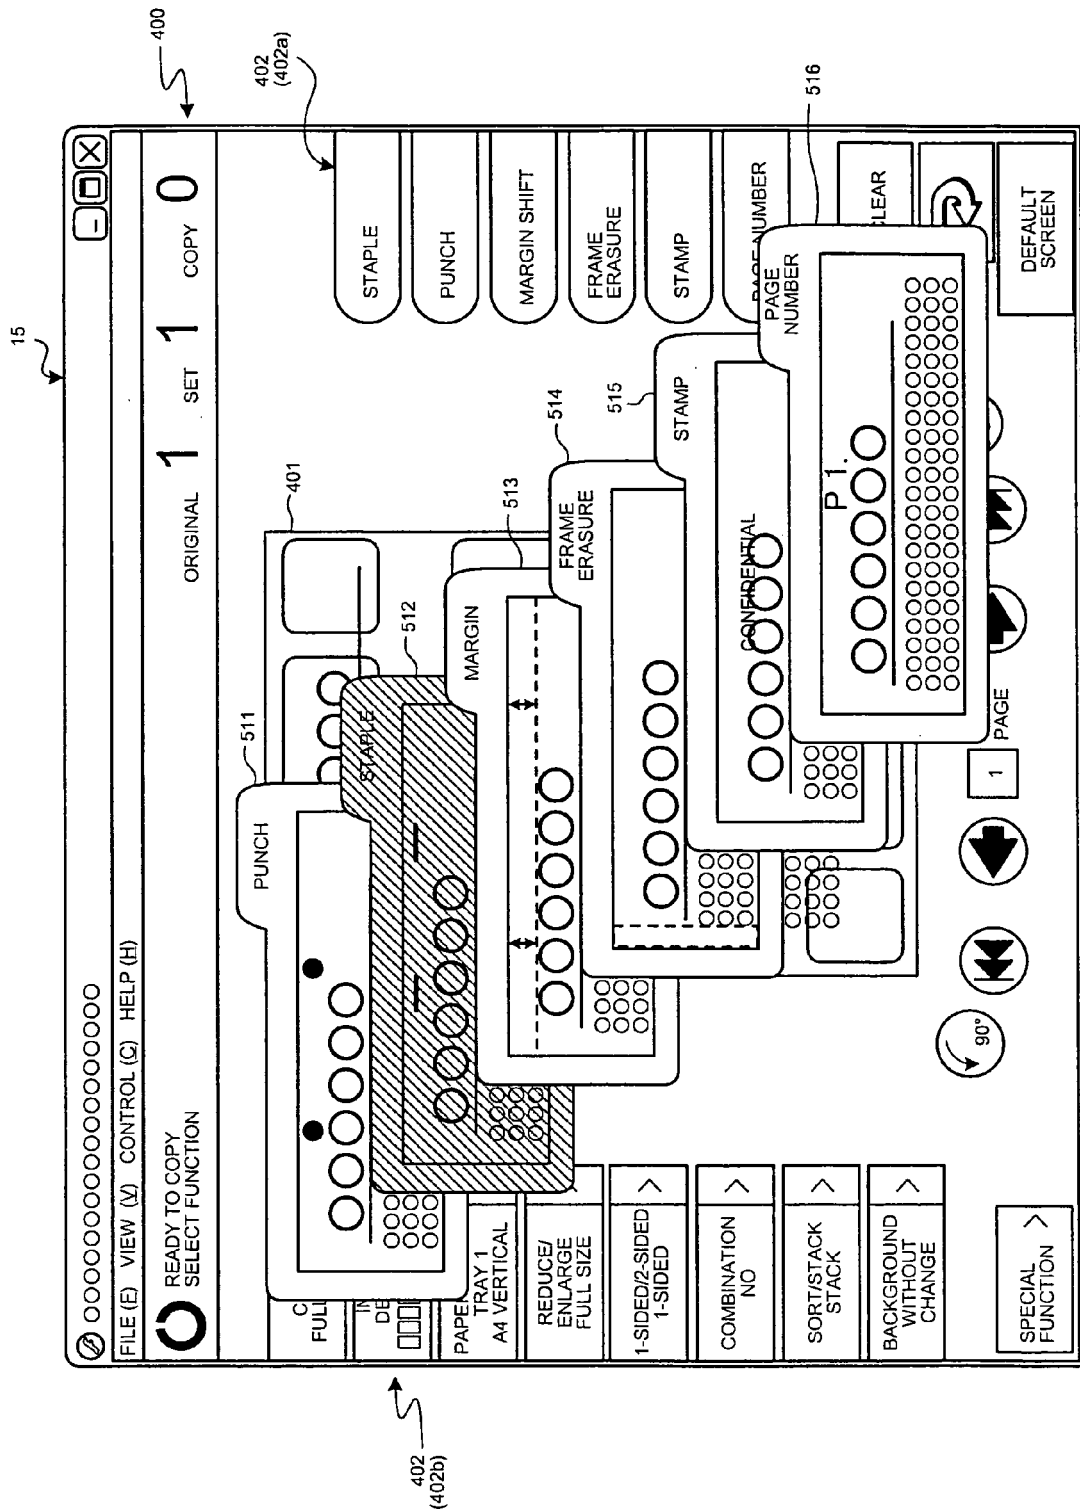 15
400
FILE (E) VIEW (V) CONTROL (C) HELP (H)
READY TO COPY
SELECT FUNCTION
ORIGINAL 1 SET 1 COPY 0
401
402
(402a)
402
(402b)
511
PUNCH
512
STAPLE
513
MARGIN
514
FRAME
ERASURE
515
STAMP
CONFIDENTIAL
516
PAGE
NUMBER
P 1.
STAPLE
PUNCH
MARGIN SHIFT
FRAME
ERASURE
STAMP
PAGE NUMBER
CLEAR
DEFAULT
SCREEN
C
FULL
DE
PAPER
TRAY 1
A4 VERTICAL
REDUCE/
ENLARGE
FULL SIZE
>
1-SIDED/2-SIDED
1-SIDED
>
COMBINATION
NO
>
SORT/STACK
STACK
>
BACKGROUND
WITHOUT
CHANGE
>
SPECIAL
FUNCTION
>
90°
1
PAGE